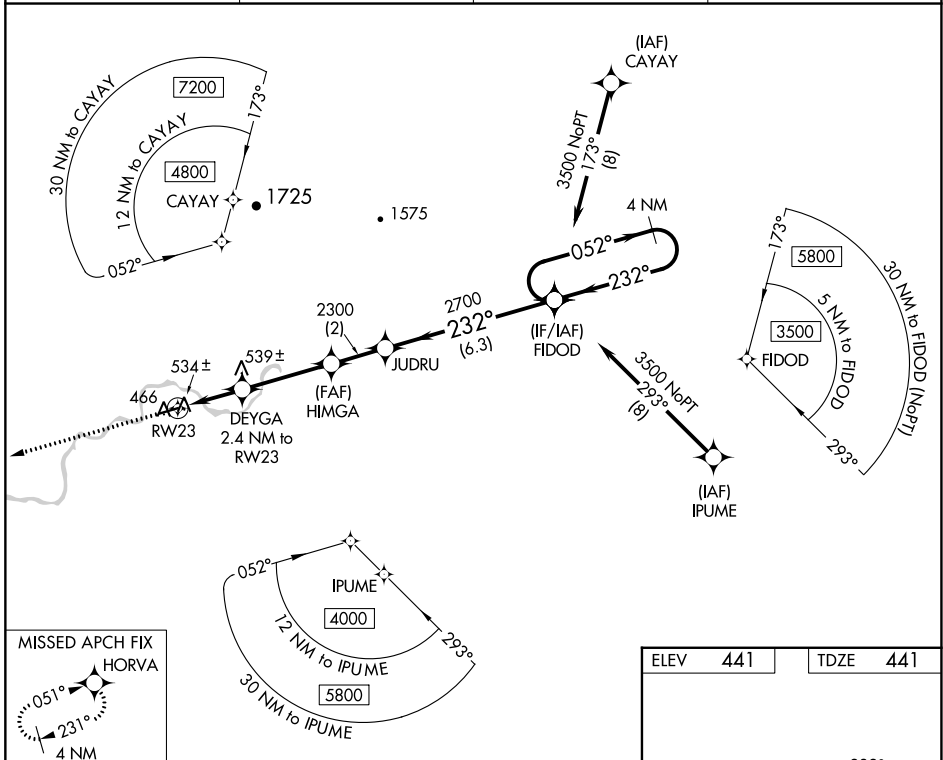 (IAF)
CAYAY
30 NM to CAYAY
7200
173°
12 NM to CAYAY
4800
CAYAY
1725
052°
1575
3500 NoPT
173°
(8)
4 NM
052°
232°
173°
5800
30 NM to FIDOD (NoPT)
5 NM to FIDOD
3500
FIDOD
293°
2300
(2)
2700
232°
(6.3)
(IF/IAF)
FIDOD
JUDRU
534 ±
539 ±
466
(FAF)
HIMGA
RW23
DEYGA
2.4 NM to
RW23
3500 NoPT
293°
(8)
(IAF)
IPUME
052°
IPUME
4000
12 NM to IPUME
293°
5800
30 NM to IPUME
MISSED APCH FIX
HORVA
051°
231°
4 NM
ELEV 441
TDZE 441